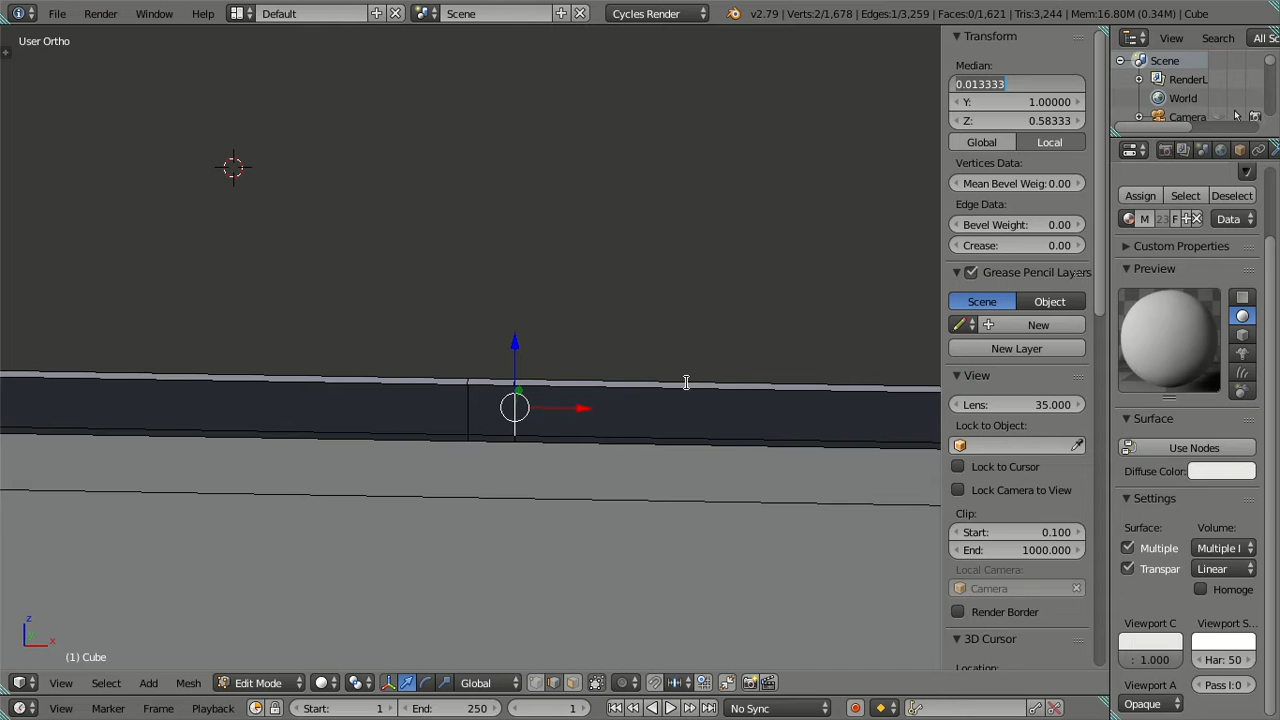 File Render Window Help Default Scene Cycles Render v2.79 | Verts:2/1,678 | Edges:1/3,259 | Faces:0/1,621 | Tris:3,244 | Mem:16.80M (0.34M) | Cube
User Ortho
Transform
Median:
0.013333
Y: 1.00000
Z: 0.58333
Global Local
Vertices Data:
Mean Bevel Weig: 0.00
Edge Data:
Bevel Weight: 0.00
Crease: 0.00
Grease Pencil Layers
Scene Object
New
New Layer
View
Lens: 35.000
Lock to Object:
Lock to Cursor
Lock Camera to View
Clip:
Start: 0.100
End: 1000.000
Local Camera:
Camera
Render Border
3D Cursor
Location:
View Search All Sc
Scene
RenderL
World
Camera
Assign Select Deselect
M 23 F Data
Custom Properties
Preview
Surface
Use Nodes
Diffuse Color:
Settings
Surface: Volume:
Multiple Multiple I
Transpar Linear
Homoge
Viewport C Viewport S...
: 1.000 Har: 50
Viewport A Pass I:0
Opaque
z
y
x
(1) Cube
View Select Add Mesh Edit Mode Global
View Marker Frame Playback Start: 1 End: 250 1 No Sync